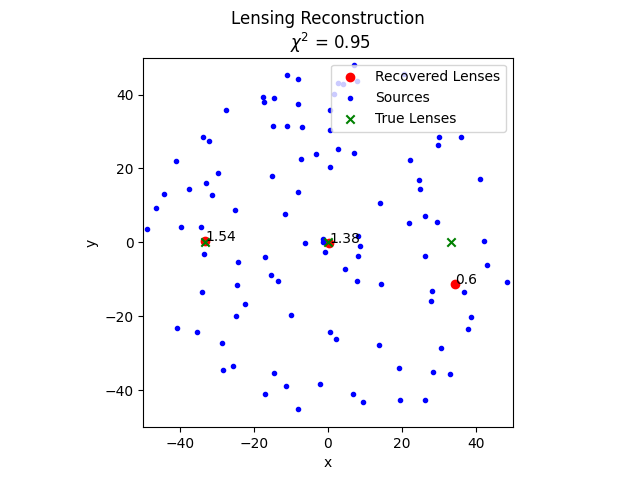 Lensing Reconstruction
χ² = 0.95
Recovered Lenses
Sources
True Lenses
40
20
0
−20
−40
y
1.54
1.38
0.6
−40 −20 0 20 40
x